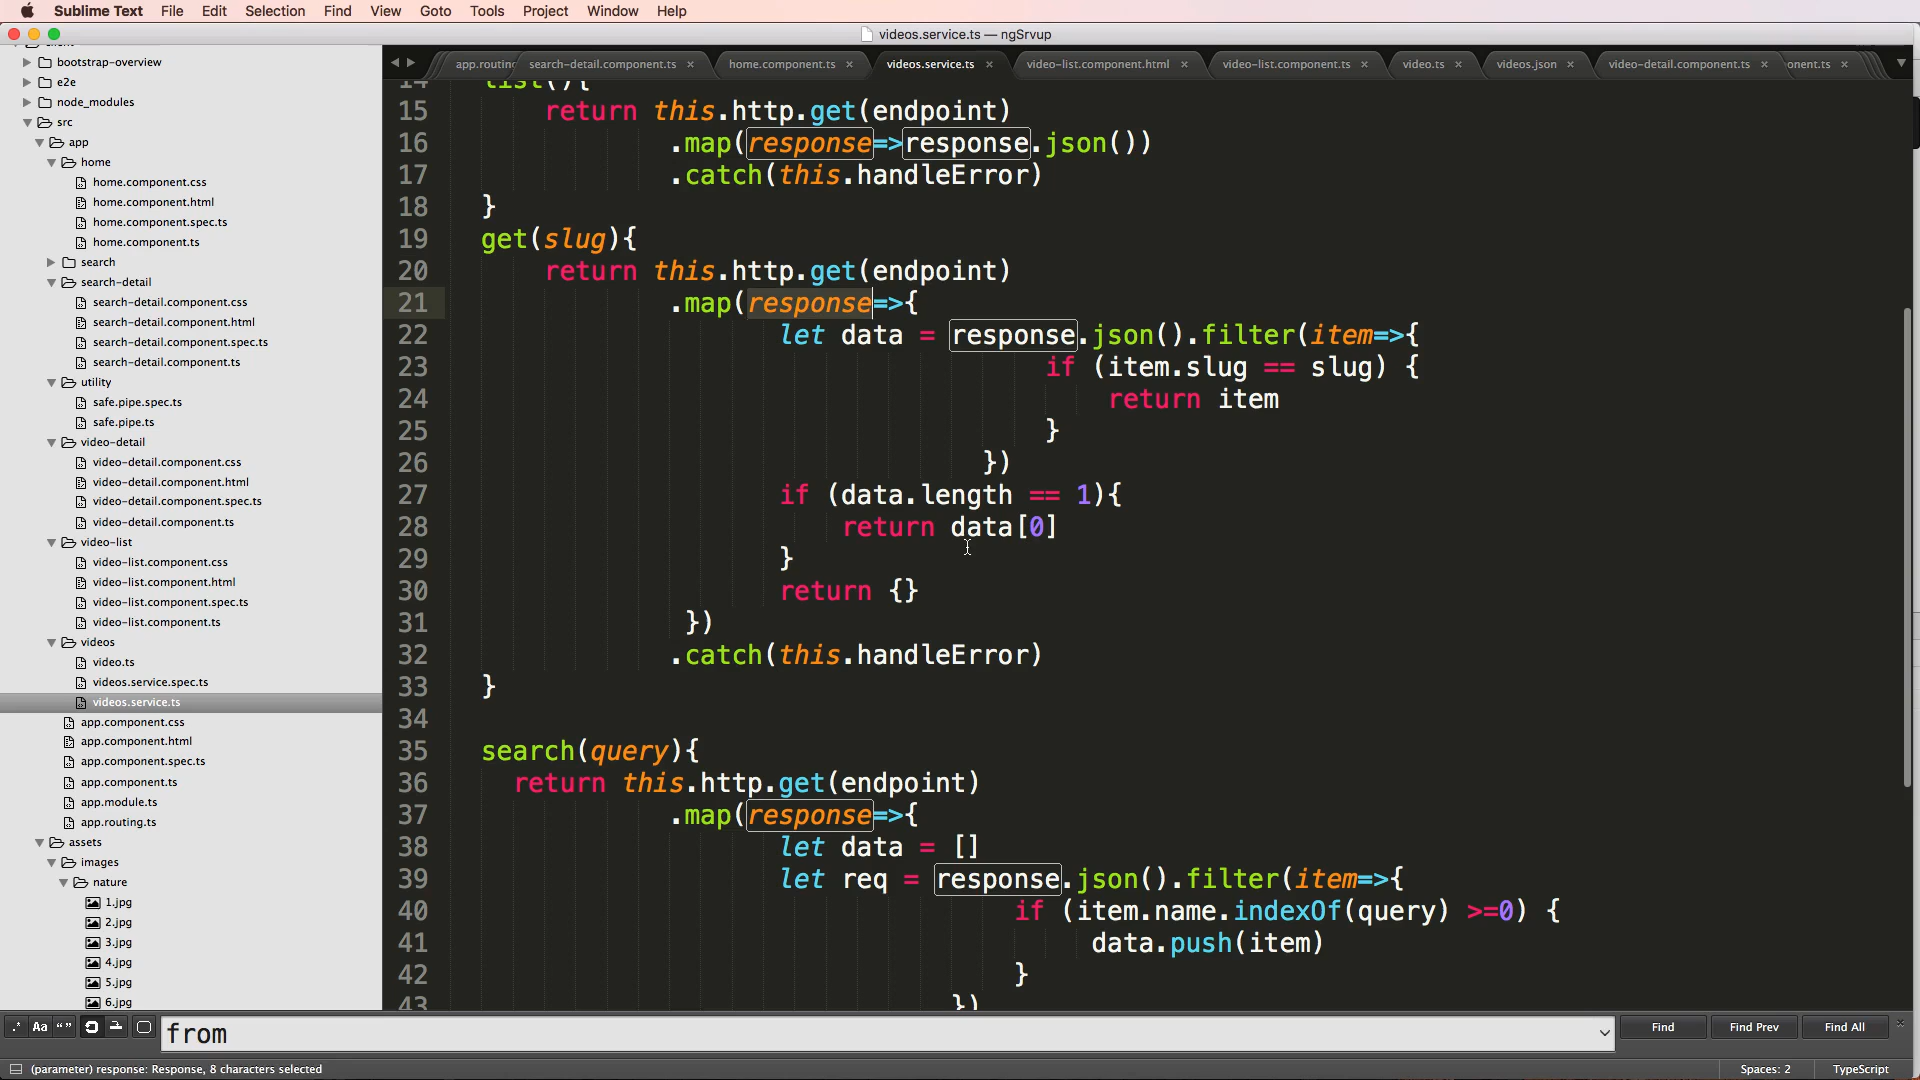 Sublime Text File Edit Selection Find View Goto Tools Project Window Help
videos.service.ts — ngSrvup
bootstrap-overview
e2e
node_modules
src
app
home
home.component.css
home.component.html
home.component.spec.ts
home.component.ts
search
search-detail
search-detail.component.css
search-detail.component.html
search-detail.component.spec.ts
search-detail.component.ts
utility
safe.pipe.spec.ts
safe.pipe.ts
video-detail
video-detail.component.css
video-detail.component.html
video-detail.component.spec.ts
video-detail.component.ts
video-list
video-list.component.css
video-list.component.html
video-list.component.spec.ts
video-list.component.ts
videos
video.ts
videos.service.spec.ts
videos.service.ts
app.component.css
app.component.html
app.component.spec.ts
app.component.ts
app.module.ts
app.routing.ts
assets
images
nature
1.jpg
2.jpg
3.jpg
4.jpg
5.jpg
6.jpg
app.routing search-detail.component.ts × home.component.ts × videos.service.ts × video-list.component.html × video-list.component.ts × video.ts × videos.json × video-detail.component.ts × onent.ts ×
14 list(){
15 return this.http.get(endpoint)
16 .map(response=>response.json())
17 .catch(this.handleError)
18 }
19 get(slug){
20 return this.http.get(endpoint)
21 .map(response=>{
22 let data = response.json().filter(item=>{
23 if (item.slug == slug) {
24 return item
25 }
26 })
27 if (data.length == 1){
28 return data[0]
29 }
30 return {}
31 })
32 .catch(this.handleError)
33 }
34
35 search(query){
36 return this.http.get(endpoint)
37 .map(response=>{
38 let data = []
39 let req = response.json().filter(item=>{
40 if (item.name.indexOf(query) >=0) {
41 data.push(item)
42 }
43 })
.* Aa “” from Find Find Prev Find All ×
(parameter) response: Response, 8 characters selected Spaces: 2 TypeScript